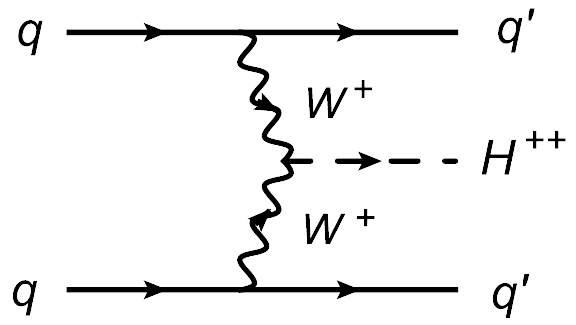 q q'
W +
H ++
W +
q q'